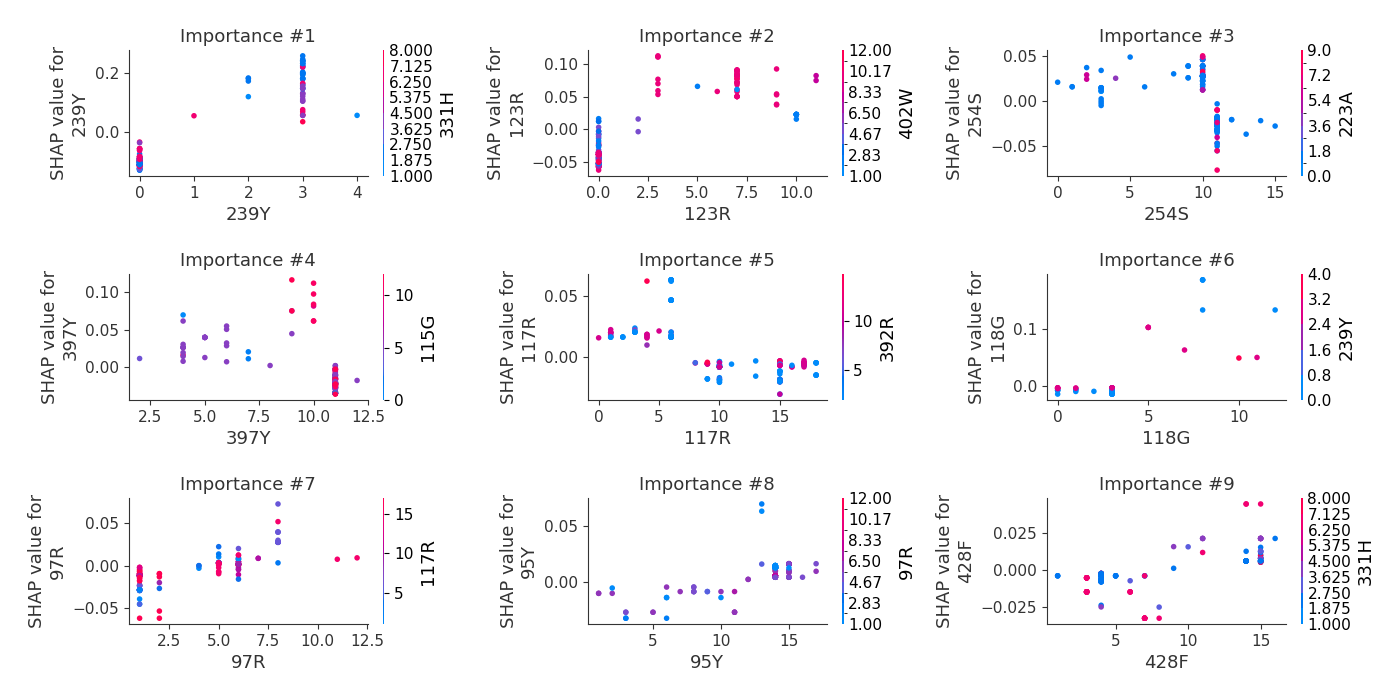 Importance #1
Importance #2
Importance #3
SHAP value for
239Y
0.2
0.0
0
1
2
3
4
239Y
8.000
7.125
6.250
5.375
4.500
3.625
2.750
1.875
1.000
331H
SHAP value for
123R
0.10
0.05
0.00
−0.05
0.0
2.5
5.0
7.5
10.0
123R
12.00
10.17
8.33
6.50
4.67
2.83
1.00
402W
SHAP value for
254S
0.05
0.00
−0.05
0
5
10
15
254S
9.0
7.2
5.4
3.6
1.8
0.0
223A
Importance #4
Importance #5
Importance #6
SHAP value for
397Y
0.10
0.05
0.00
2.5
5.0
7.5
10.0
12.5
397Y
10
5
0
115G
SHAP value for
117R
0.05
0.00
0
5
10
15
117R
10
5
392R
SHAP value for
118G
0.1
0.0
0
5
10
118G
4.0
3.2
2.4
1.6
0.8
0.0
239Y
Importance #7
Importance #8
Importance #9
SHAP value for
97R
0.05
0.00
−0.05
2.5
5.0
7.5
10.0
12.5
97R
15
10
5
117R
SHAP value for
95Y
0.05
0.00
5
10
15
95Y
12.00
10.17
8.33
6.50
4.67
2.83
1.00
97R
SHAP value for
428F
0.025
0.000
−0.025
5
10
15
428F
8.000
7.125
6.250
5.375
4.500
3.625
2.750
1.875
1.000
331H